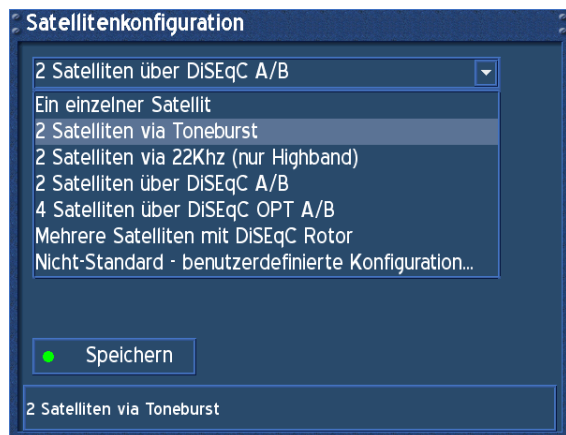 Satellitenkonfiguration
2 Satelliten über DiSEqC A/B
Ein einzelner Satellit
2 Satelliten via Toneburst
2 Satelliten via 22Khz (nur Highband)
2 Satelliten über DiSEqC A/B
4 Satelliten über DiSEqC OPT A/B
Mehrere Satelliten mit DiSEqC Rotor
Nicht-Standard - benutzerdefinierte Konfiguration...
Speichern
2 Satelliten via Toneburst